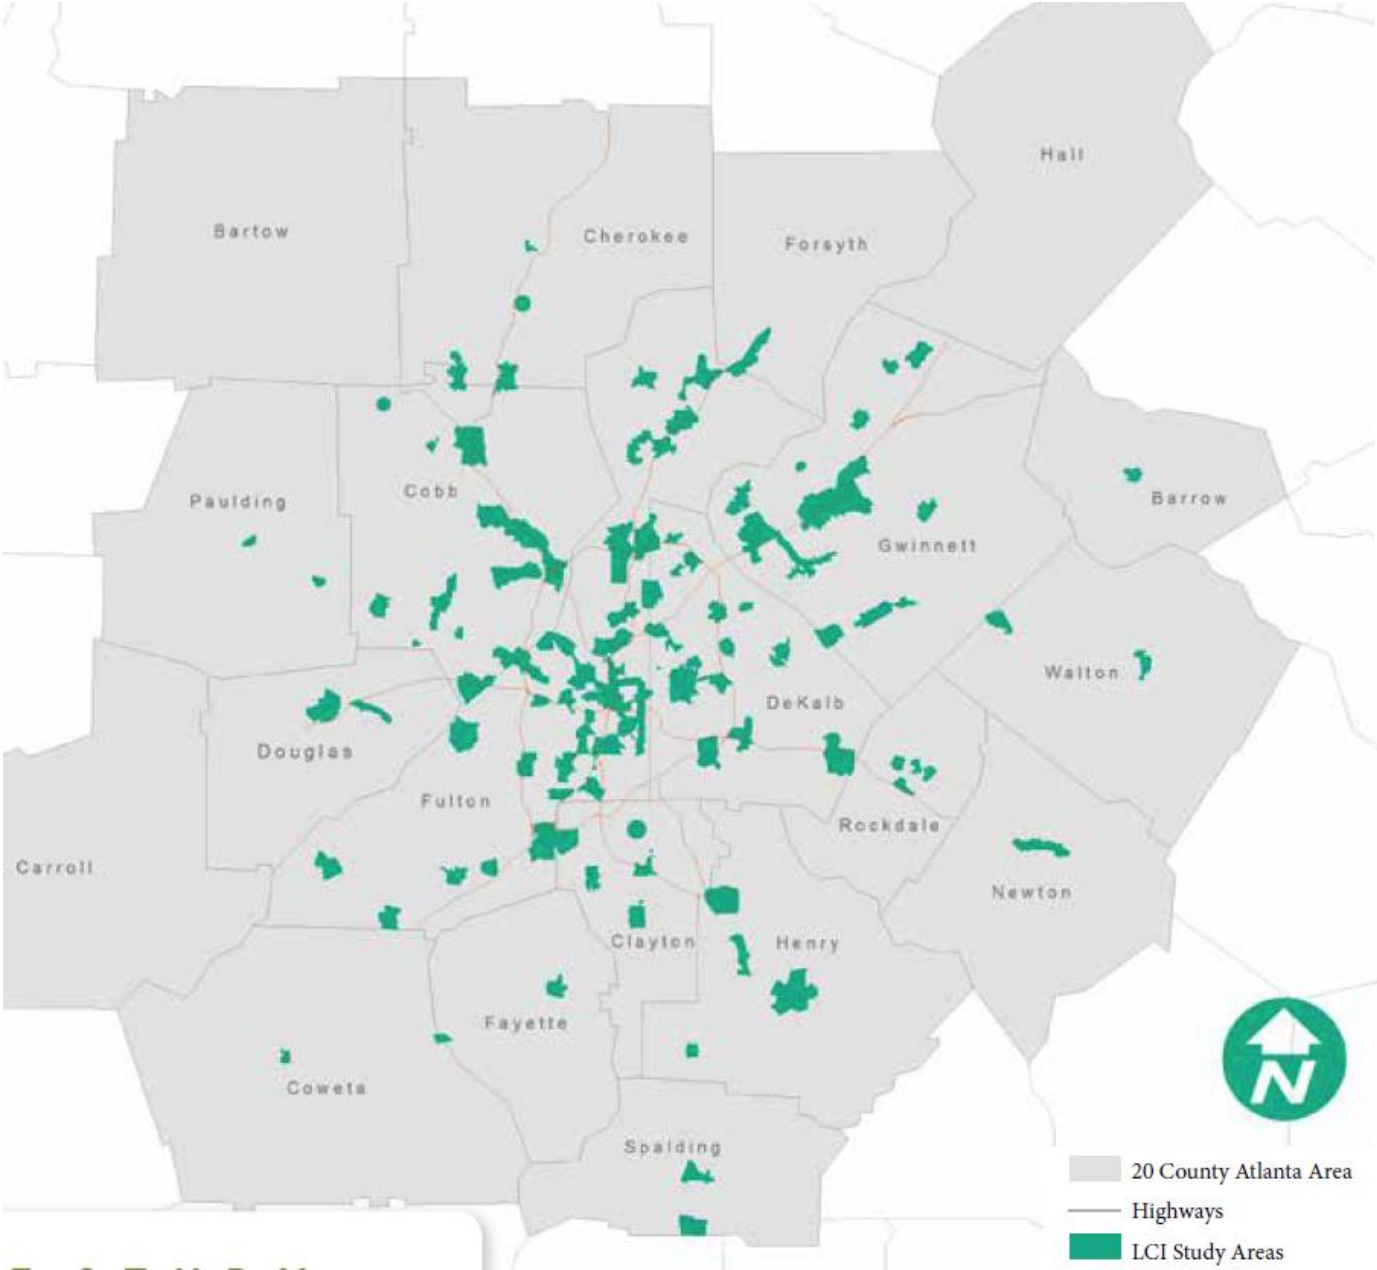 Hall
Bartow
Cherokee
Forsyth
Paulding
Cobb
Barrow
Gwinnett
Walton
DeKalb
Douglas
Fulton
Rockdale
Carroll
Newton
Clayton
Henry
Fayette
Coweta
N
Spalding
20 County Atlanta Area
Highways
LCI Study Areas